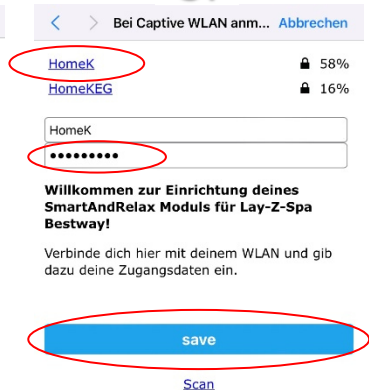 Bei Captive WLAN anm... Abbrechen
HomeK 58%
HomeKEG 16%
HomeK
•••••••••
Willkommen zur Einrichtung deines
SmartAndRelax Moduls für Lay-Z-Spa
Bestway!
Verbinde dich hier mit deinem WLAN und gib
dazu deine Zugangsdaten ein.
save
Scan